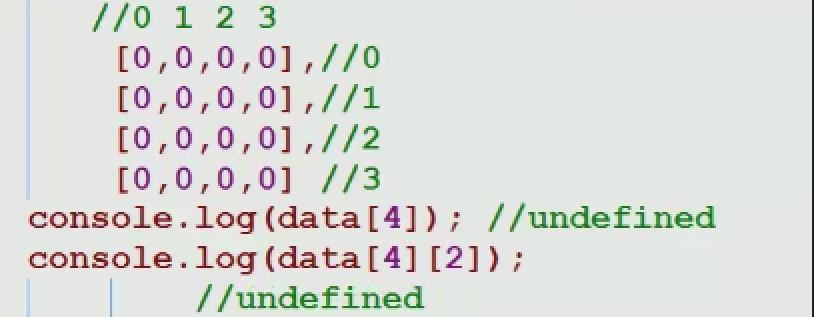 //0 1 2 3
[0,0,0,0],//0
[0,0,0,0],//1
[0,0,0,0],//2
[0,0,0,0] //3
console.log(data[4]); //undefined
console.log(data[4][2]);
//undefined